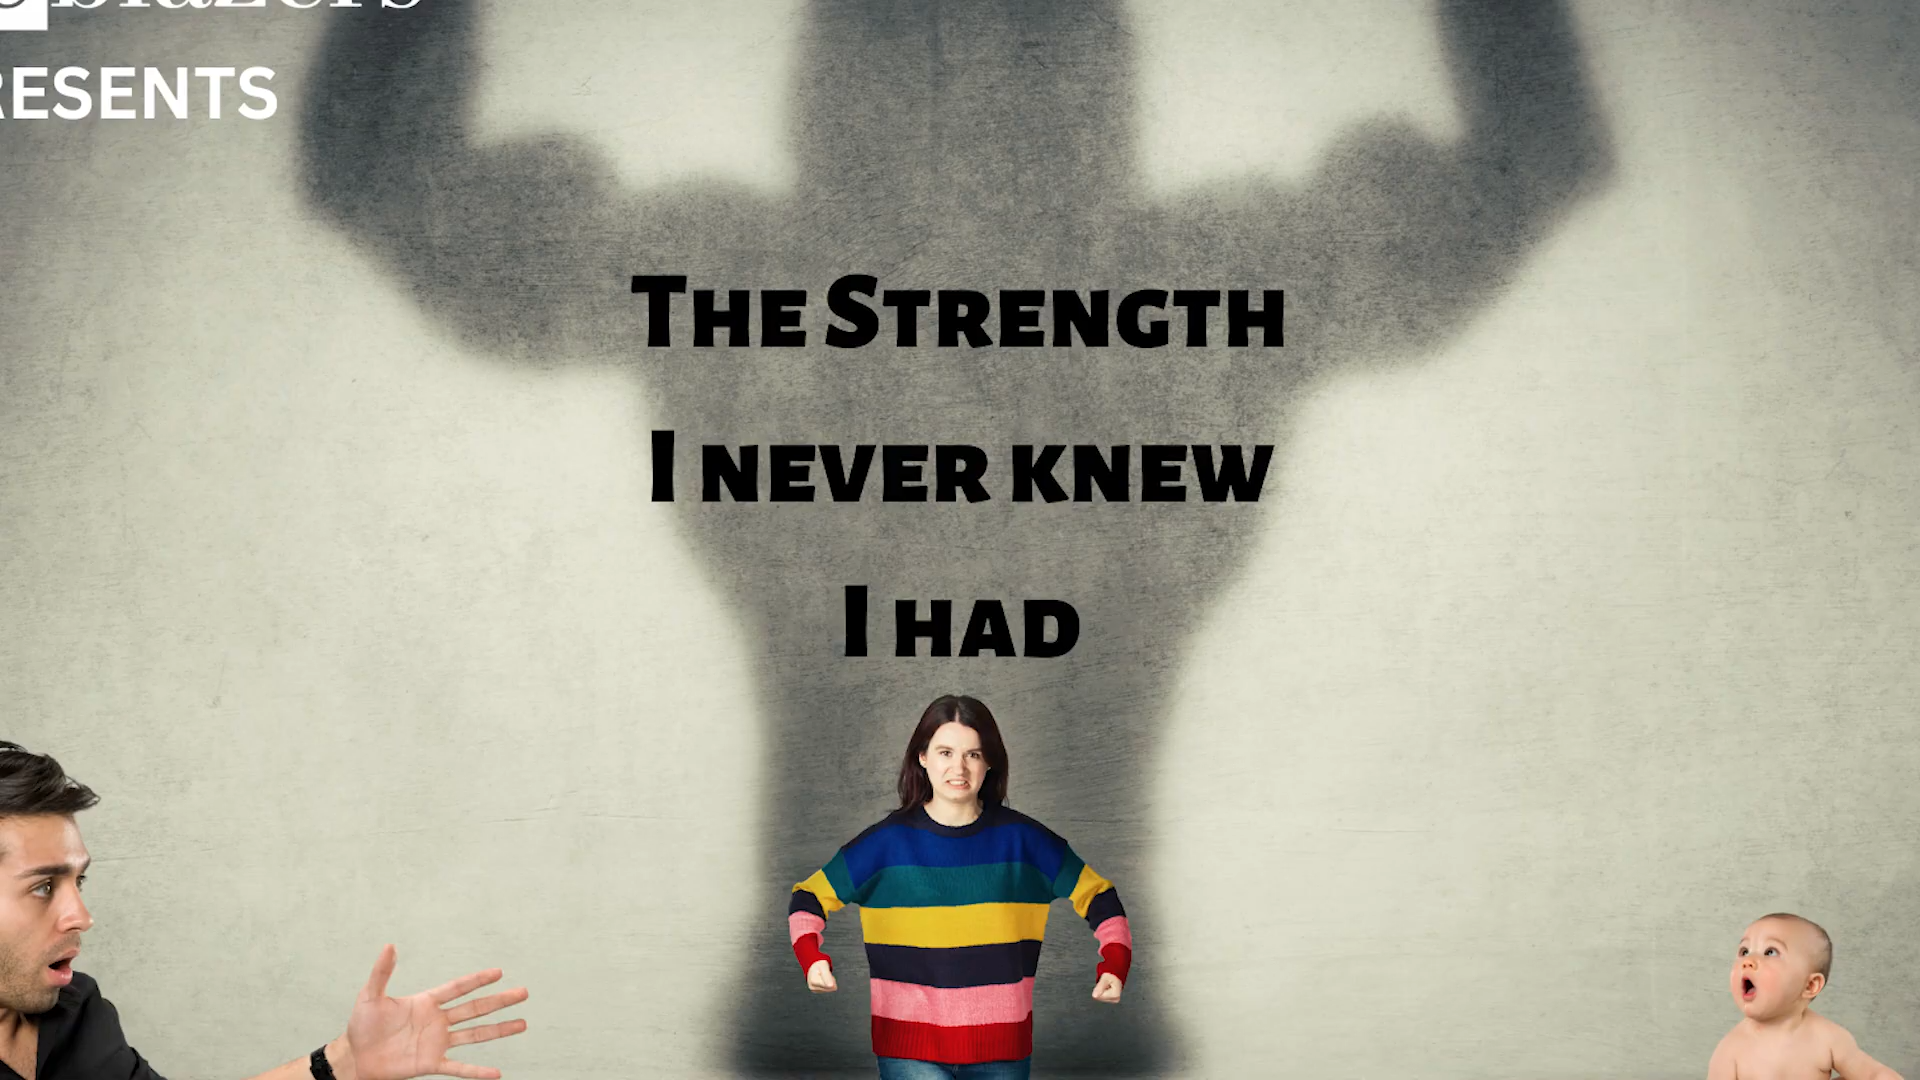 RESENTS
The Strength
I never knew
I had